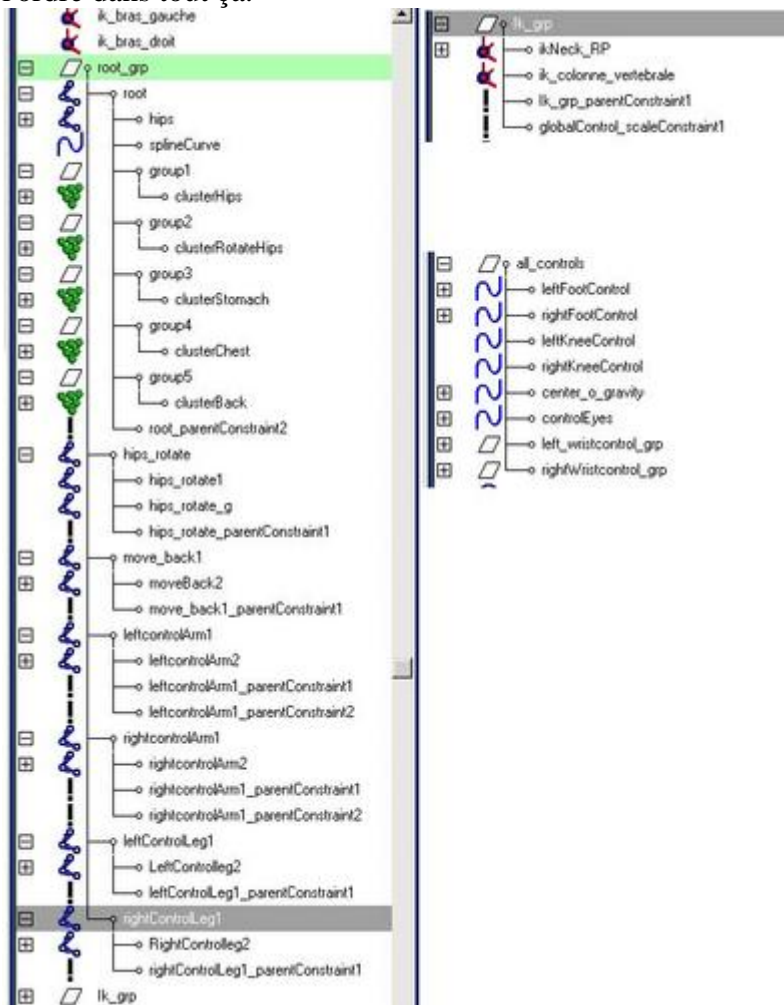 l'ordre dans tout ça.
ik_bras_gauche
ik_bras_droit
root_grp
root
hips
splineCurve
group1
clusterHips
group2
clusterRotateHips
group3
clusterStomach
group4
clusterChest
group5
clusterBack
root_parentConstraint2
hips_rotate
hips_rotate1
hips_rotate_g
hips_rotate_parentConstraint1
move_back1
moveBack2
move_back1_parentConstraint1
leftcontrolArm1
leftcontrolArm2
leftcontrolArm1_parentConstraint1
leftcontrolArm1_parentConstraint2
rightcontrolArm1
rightcontrolArm2
rightcontrolArm1_parentConstraint1
rightcontrolArm1_parentConstraint2
leftControlLeg1
LeftControlleg2
leftControlLeg1_parentConstraint1
rightControlLeg1
RightControlleg2
rightControlLeg1_parentConstraint1
Ik_grp
Ik_grp
ikNeck_RP
ik_colonne_vertebrale
Ik_grp_parentConstraint1
globalControl_scaleConstraint1
all_controls
leftFootControl
rightFootControl
leftKneeControl
rightKneeControl
center_o_gravity
controlEyes
left_wristcontrol_grp
rightWristcontrol_grp